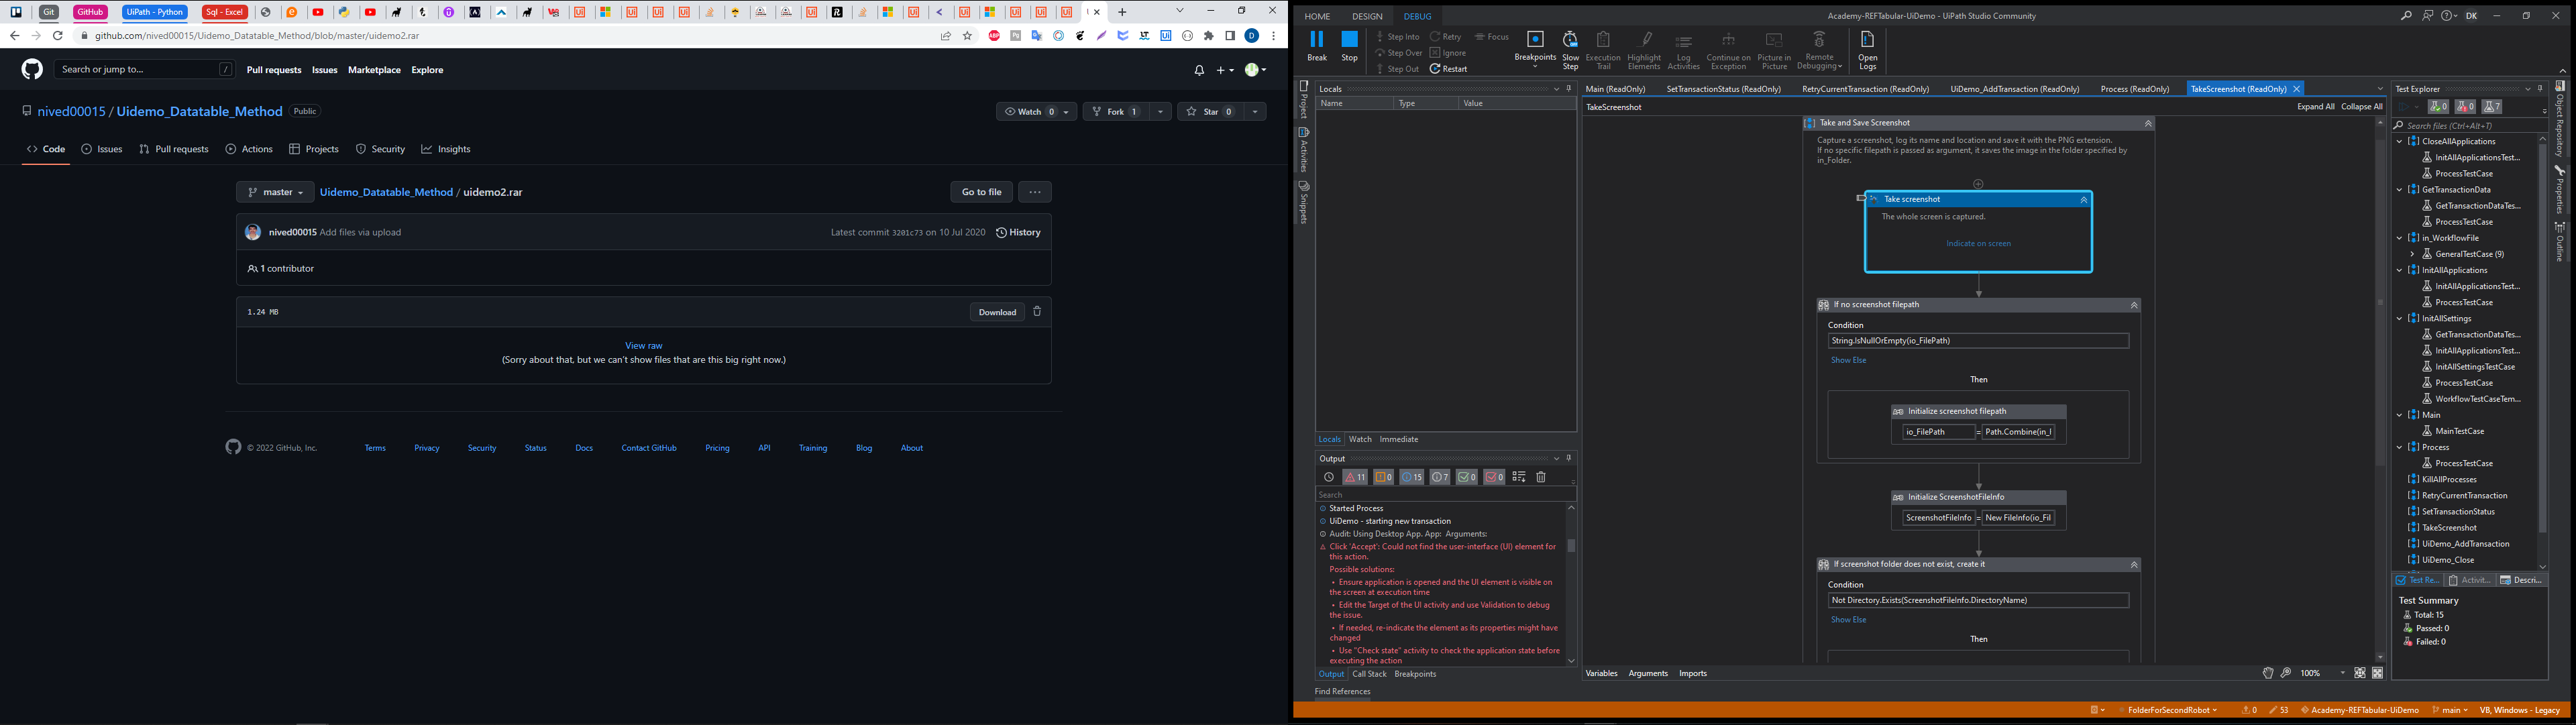 Git
GitHub
UiPath - Python
Sql - Excel
github.com/nived00015/Uidemo_Datatable_Method/blob/master/uidemo2.rar
Search or jump to...
/
Pull requests
Issues
Marketplace
Explore
nived00015 / Uidemo_Datatable_Method
Public
Watch 0
Fork 1
Star 0
Code
Issues
Pull requests
Actions
Projects
Security
Insights
master
Uidemo_Datatable_Method / uidemo2.rar
Go to file
nived00015 Add files via upload
Latest commit 3201c73 on 10 Jul 2020
History
1 contributor
1.24 MB
Download
View raw
(Sorry about that, but we can't show files that are this big right now.)
© 2022 GitHub, Inc.
Terms
Privacy
Security
Status
Docs
Contact GitHub
Pricing
API
Training
Blog
About
HOME
DESIGN
DEBUG
Academy-REFTabular-UiDemo - UiPath Studio Community
DK
Break
Stop
Step Into
Step Over
Step Out
Retry
Ignore
Restart
Focus
Breakpoints
Slow Step
Execution Trail
Highlight Elements
Log Activities
Continue on Exception
Picture in Picture
Remote Debugging
Open Logs
Project
Activities
Snippets
Locals
Name
Type
Value
Locals
Watch
Immediate
Output
11
0
15
7
0
0
Search
Started Process
UiDemo - starting new transaction
Audit: Using Desktop App. App: Arguments:
Click 'Accept': Could not find the user-interface (UI) element for
this action.
Possible solutions:
• Ensure application is opened and the UI element is visible on
the screen at execution time
• Edit the Target of the UI activity and use Validation to debug
the issue.
• If needed, re-indicate the element as its properties might have
changed
• Use "Check state" activity to check the application state before
executing the action
Output
Call Stack
Breakpoints
Find References
Main (ReadOnly)
SetTransactionStatus (ReadOnly)
RetryCurrentTransaction (ReadOnly)
UiDemo_AddTransaction (ReadOnly)
Process (ReadOnly)
TakeScreenshot (ReadOnly)
TakeScreenshot
Expand All
Collapse All
Take and Save Screenshot
Capture a screenshot, log its name and location and save it with the PNG extension.
If no specific filepath is passed as argument, it saves the image in the folder specified by
in_Folder.
Take screenshot
The whole screen is captured.
Indicate on screen
If no screenshot filepath
Condition
String.IsNullOrEmpty(io_FilePath)
Show Else
Then
Initialize screenshot filepath
io_FilePath = Path.Combine(in_l
Initialize ScreenshotFileInfo
ScreenshotFileInfo = New FileInfo(io_Fil
If screenshot folder does not exist, create it
Condition
Not Directory.Exists(ScreenshotFileInfo.DirectoryName)
Show Else
Then
Variables
Arguments
Imports
100%
Test Explorer
0
0
7
Search files (Ctrl+Alt+T)
CloseAllApplications
InitAllApplicationsTest...
ProcessTestCase
GetTransactionData
GetTransactionDataTes...
ProcessTestCase
in_WorkflowFile
GeneralTestCase (9)
InitAllApplications
InitAllApplicationsTest...
ProcessTestCase
InitAllSettings
GetTransactionDataTes...
InitAllApplicationsTest...
InitAllSettingsTestCase
ProcessTestCase
WorkflowTestCaseTem...
Main
MainTestCase
Process
ProcessTestCase
KillAllProcesses
RetryCurrentTransaction
SetTransactionStatus
TakeScreenshot
UiDemo_AddTransaction
UiDemo_Close
Test Re...
Activit...
Descri...
Test Summary
Total: 15
Passed: 0
Failed: 0
Object Repository
Properties
Outline
FolderForSecondRobot
0
53
Academy-REFTabular-UiDemo
main
VB, Windows - Legacy